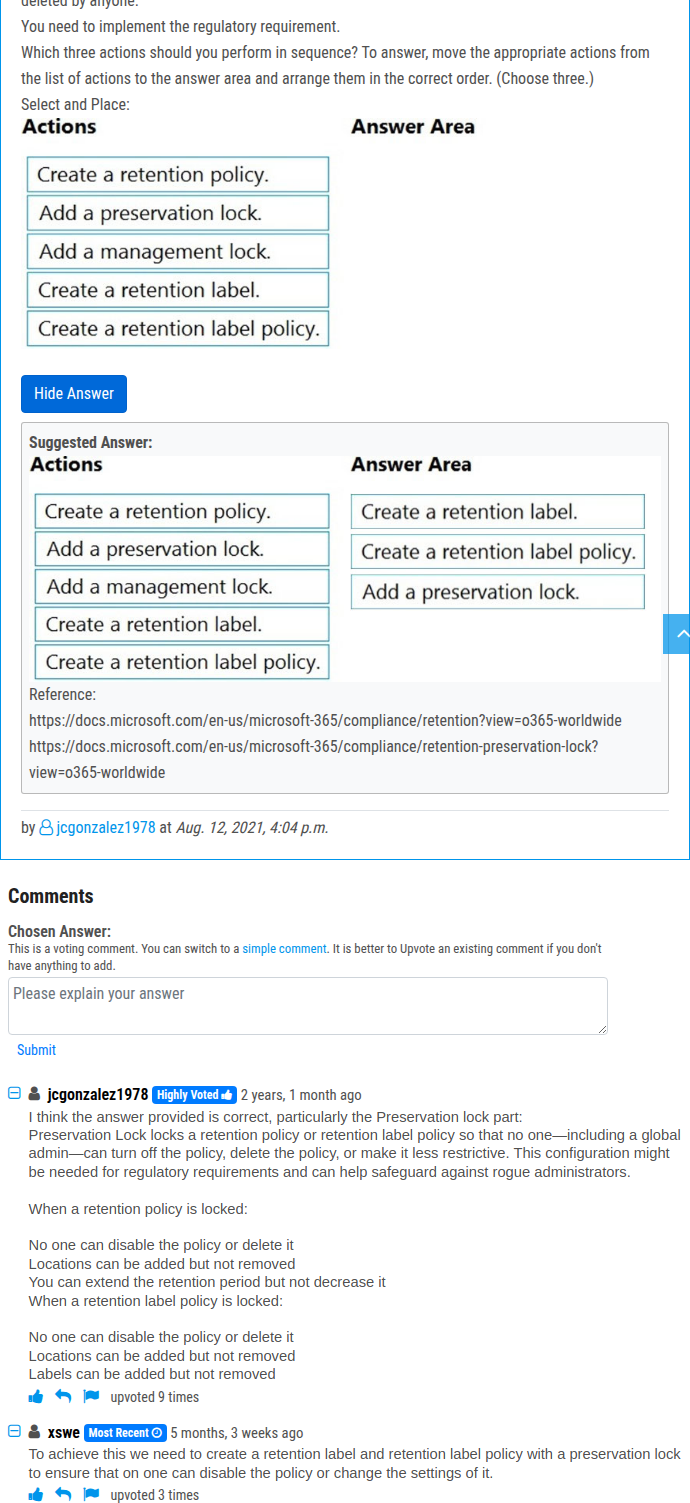 deleted by anyone.
You need to implement the regulatory requirement.
Which three actions should you perform in sequence? To answer, move the appropriate actions from
the list of actions to the answer area and arrange them in the correct order. (Choose three.)
Select and Place:
Actions
Answer Area
Create a retention policy.
Add a preservation lock.
Add a management lock.
Create a retention label.
Create a retention label policy.
Hide Answer
Suggested Answer:
Actions
Answer Area
Create a retention policy.
Add a preservation lock.
Add a management lock.
Create a retention label.
Create a retention label policy.
Create a retention label.
Create a retention label policy.
Add a preservation lock.
Reference:
https://docs.microsoft.com/en-us/microsoft-365/compliance/retention?view=o365-worldwide
https://docs.microsoft.com/en-us/microsoft-365/compliance/retention-preservation-lock?
view=o365-worldwide
by jcgonzalez1978 at Aug. 12, 2021, 4:04 p.m.
Comments
Chosen Answer:
This is a voting comment. You can switch to a simple comment. It is better to Upvote an existing comment if you don't
have anything to add.
Please explain your answer
Submit
jcgonzalez1978 Highly Voted 2 years, 1 month ago
I think the answer provided is correct, particularly the Preservation lock part:
Preservation Lock locks a retention policy or retention label policy so that no one—including a global
admin—can turn off the policy, delete the policy, or make it less restrictive. This configuration might
be needed for regulatory requirements and can help safeguard against rogue administrators.
When a retention policy is locked:
No one can disable the policy or delete it
Locations can be added but not removed
You can extend the retention period but not decrease it
When a retention label policy is locked:
No one can disable the policy or delete it
Locations can be added but not removed
Labels can be added but not removed
upvoted 9 times
xswe Most Recent 5 months, 3 weeks ago
To achieve this we need to create a retention label and retention label policy with a preservation lock
to ensure that on one can disable the policy or change the settings of it.
upvoted 3 times